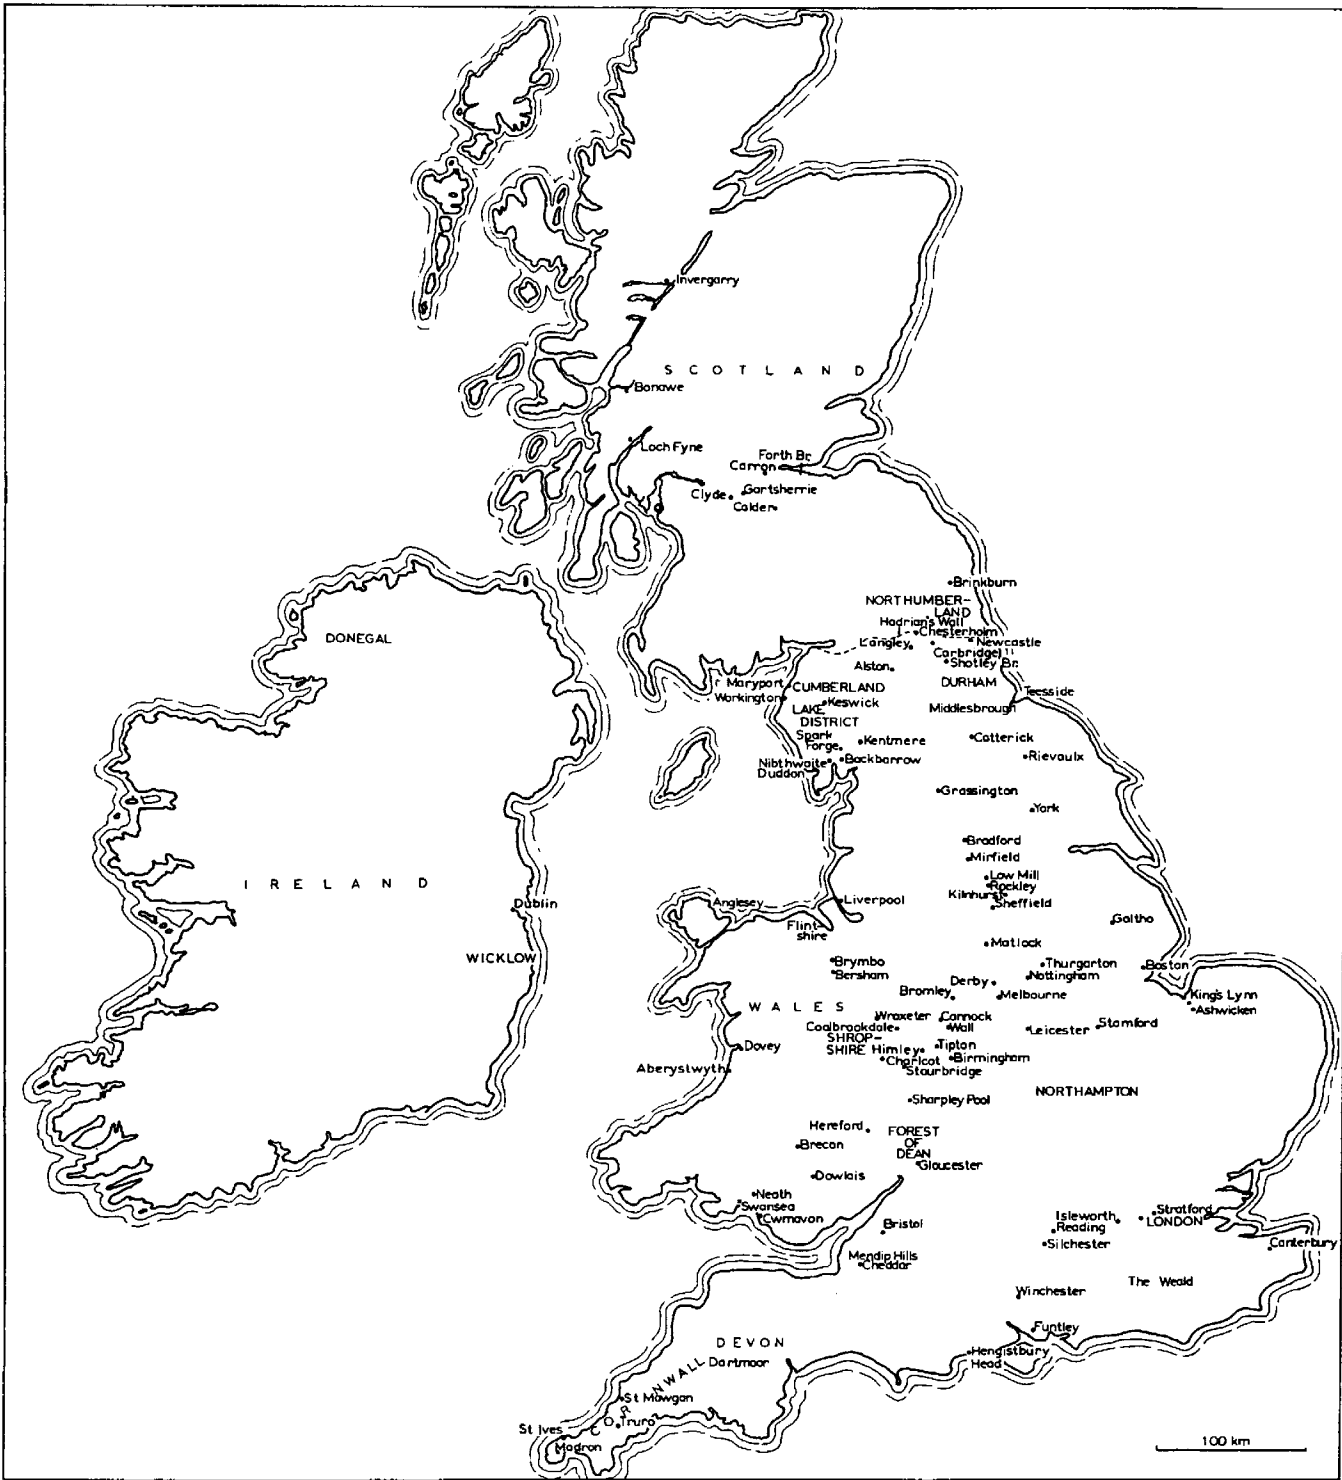 Invergarry
SCOTLAND
Bonawe
Loch Fyne
Forth Br.
Carron
Gartsherrie
Clyde
Calder
Brinkburn
NORTHUMBER-
LAND
Hadrian's Wall
Chesterholm
Newcastle
Langley
Corbridge
Shotley Br.
Alston
DONEGAL
DURHAM
Maryport
CUMBERLAND
Teesside
Workington
Keswick
LAKE
DISTRICT
Middlesbrough
Spark
Forge
Kentmere
Catterick
Rievaulx
Nibthwaite
Backbarrow
Duddon
Grassington
York
Bradford
Mirfield
Low Mill
Rockley
Kilnhurst
Sheffield
IRELAND
Dublin
Anglesey
Liverpool
Goltho
Flint-
shire
Matlock
WICKLOW
Brymbo
Bersham
Thurgarton
Boston
Nottingham
Derby
Bromley
Melbourne
King's Lynn
Ashwicken
WALES
Wroxeter
Cannock
Coalbrookdale
Wall
Leicester
Stamford
SHROP-
SHIRE
Himley
Tipton
Dovey
Charlcot
Birmingham
Aberystwyth
Stourbridge
NORTHAMPTON
Sharpley Pool
Hereford
FOREST
OF
DEAN
Brecon
Gloucester
Dowlais
Neath
Swansea
Cwmavon
Bristol
Isleworth
Stratford
Reading
LONDON
Silchester
Canterbury
Mendip Hills
Cheddar
The Weald
Winchester
Funtley
DEVON
Hengistbury
Head
Dartmoor
CORNWALL
St Mawgan
Truro
St Ives
Madron
100 km